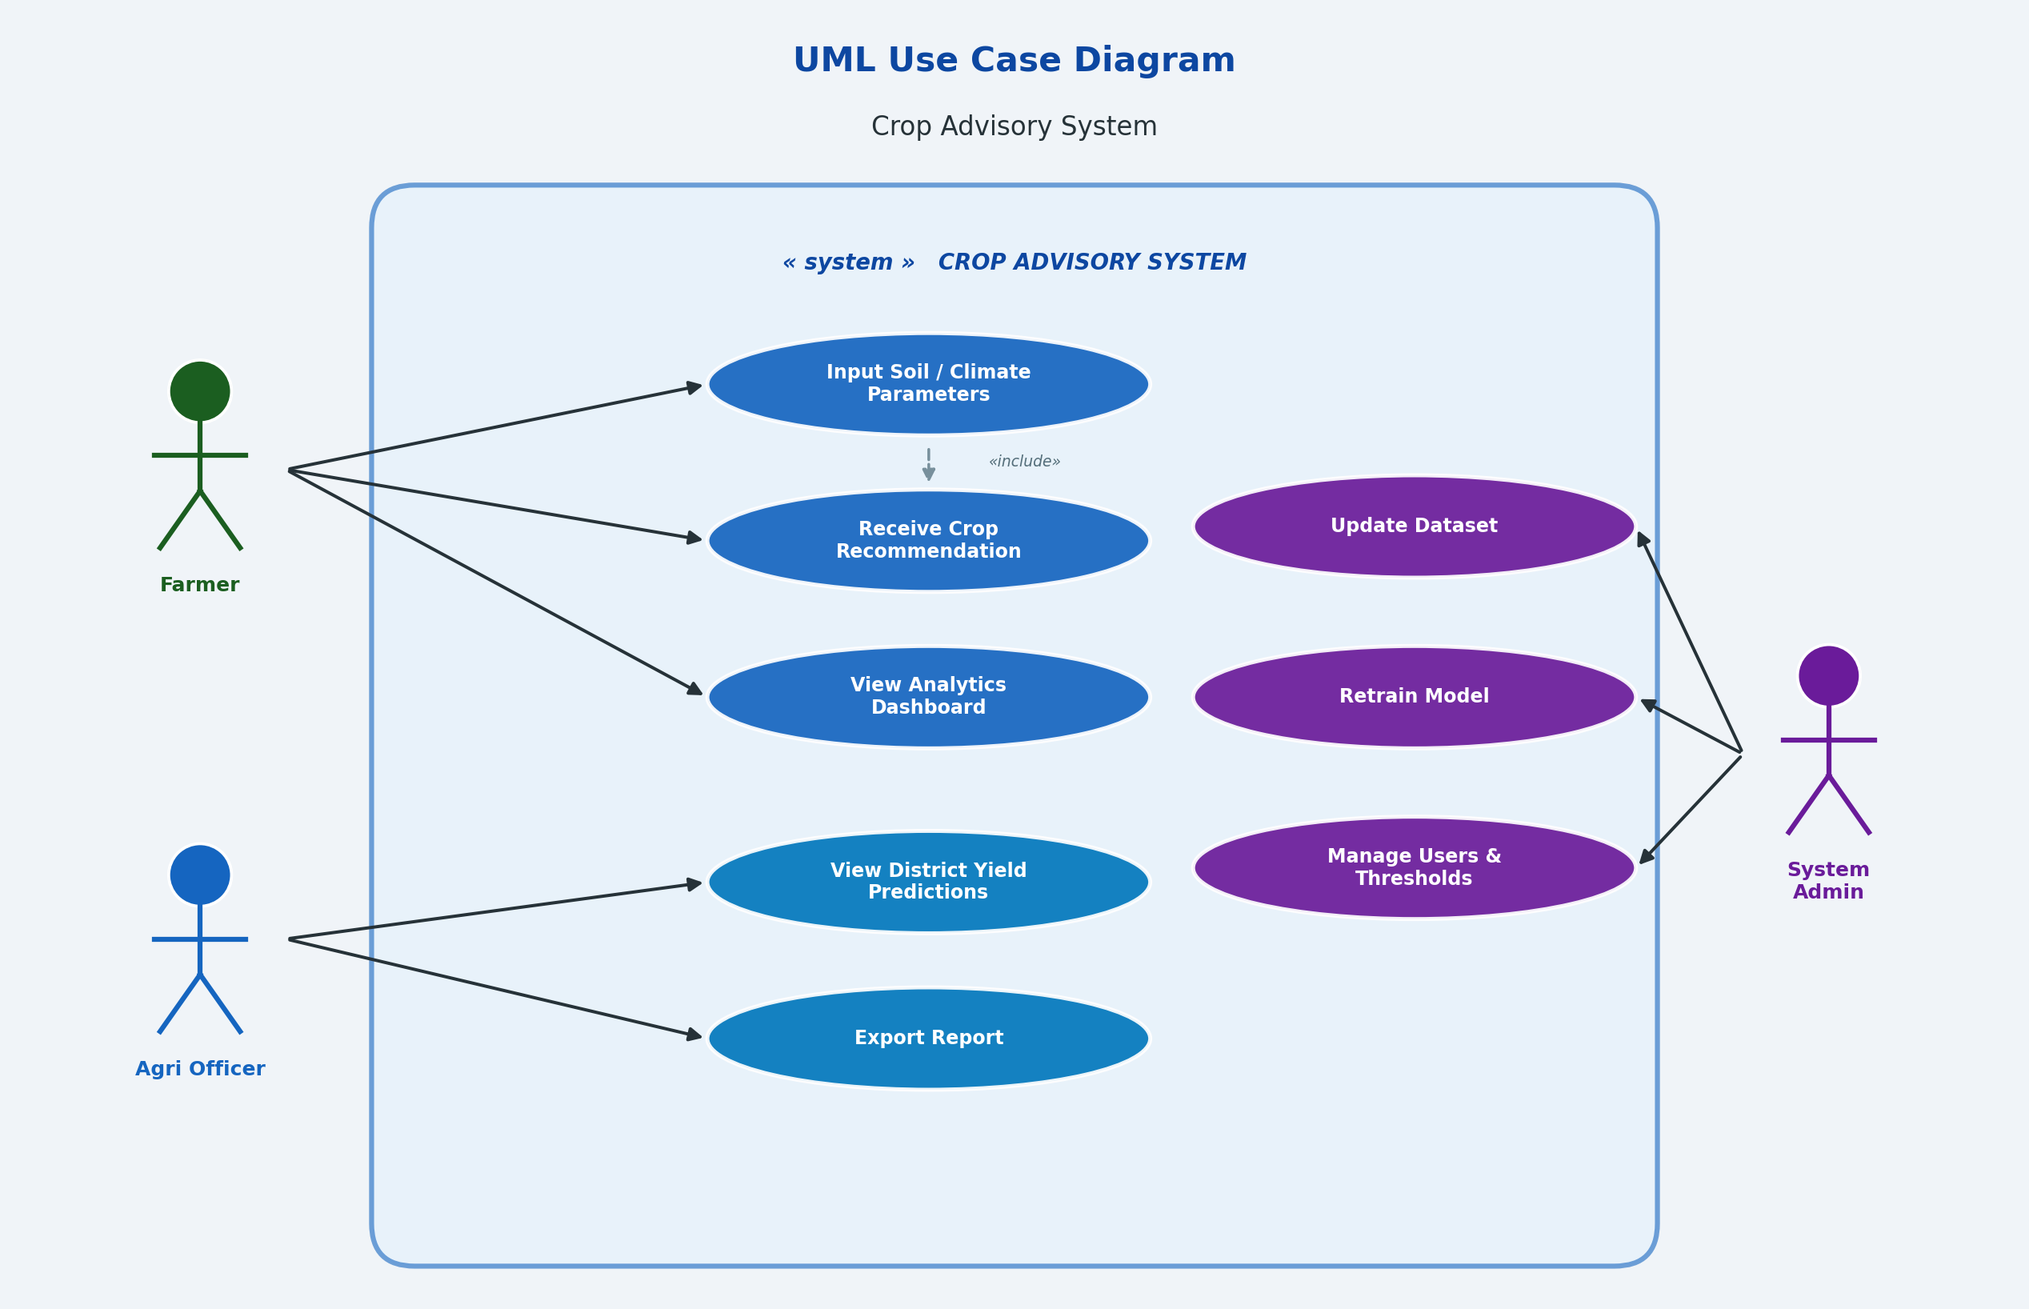 UML Use Case Diagram
Crop Advisory System
« system »   CROP ADVISORY SYSTEM
Input Soil / Climate
Parameters
«include»
Receive Crop
Recommendation
Update Dataset
Farmer
View Analytics
Dashboard
Retrain Model
View District Yield
Predictions
Manage Users &
Thresholds
System
Admin
Export Report
Agri Officer